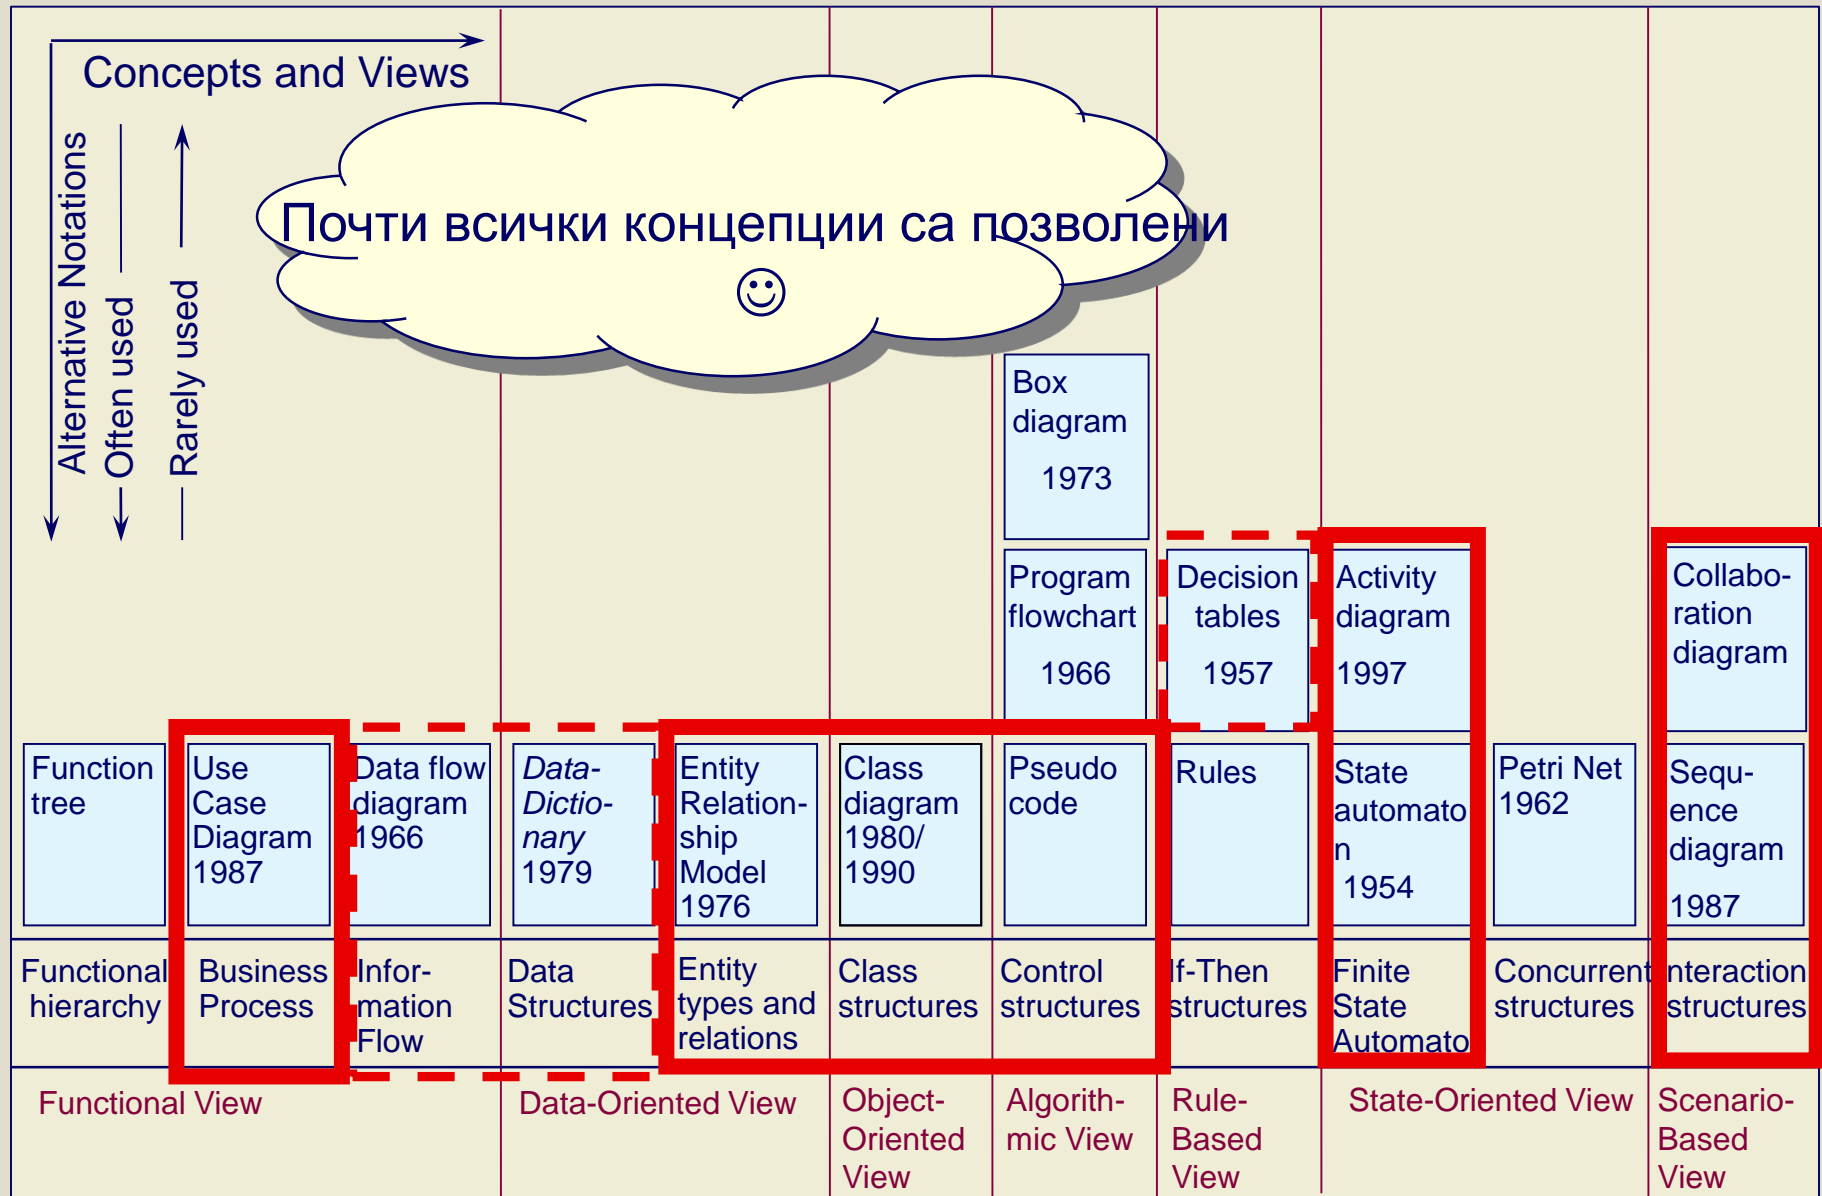 Concepts and Views
Alternative Notations
Often used
Rarely used
Почти всички концепции са позволени
Box
diagram
1973
Program
flowchart
1966
Decision
tables
1957
Activity
diagram
1997
Collabo-
ration
diagram
Function
tree
Use
Case
Diagram
1987
Data flow
diagram
1966
Data-
Dictio-
nary
1979
Entity
Relation-
ship
Model
1976
Class
diagram
1980/
1990
Pseudo
code
Rules
State
automato
n
1954
Petri Net
1962
Sequ-
ence
diagram
1987
Functional
hierarchy
Business
Process
Infor-
mation
Flow
Data
Structures
Entity
types and
relations
Class
structures
Control
structures
If-Then
structures
Finite
State
Automato
Concurrent
structures
Interaction
structures
Functional View
Data-Oriented View
Object-
Oriented
View
Algorith-
mic View
Rule-
Based
View
State-Oriented View
Scenario-
Based
View